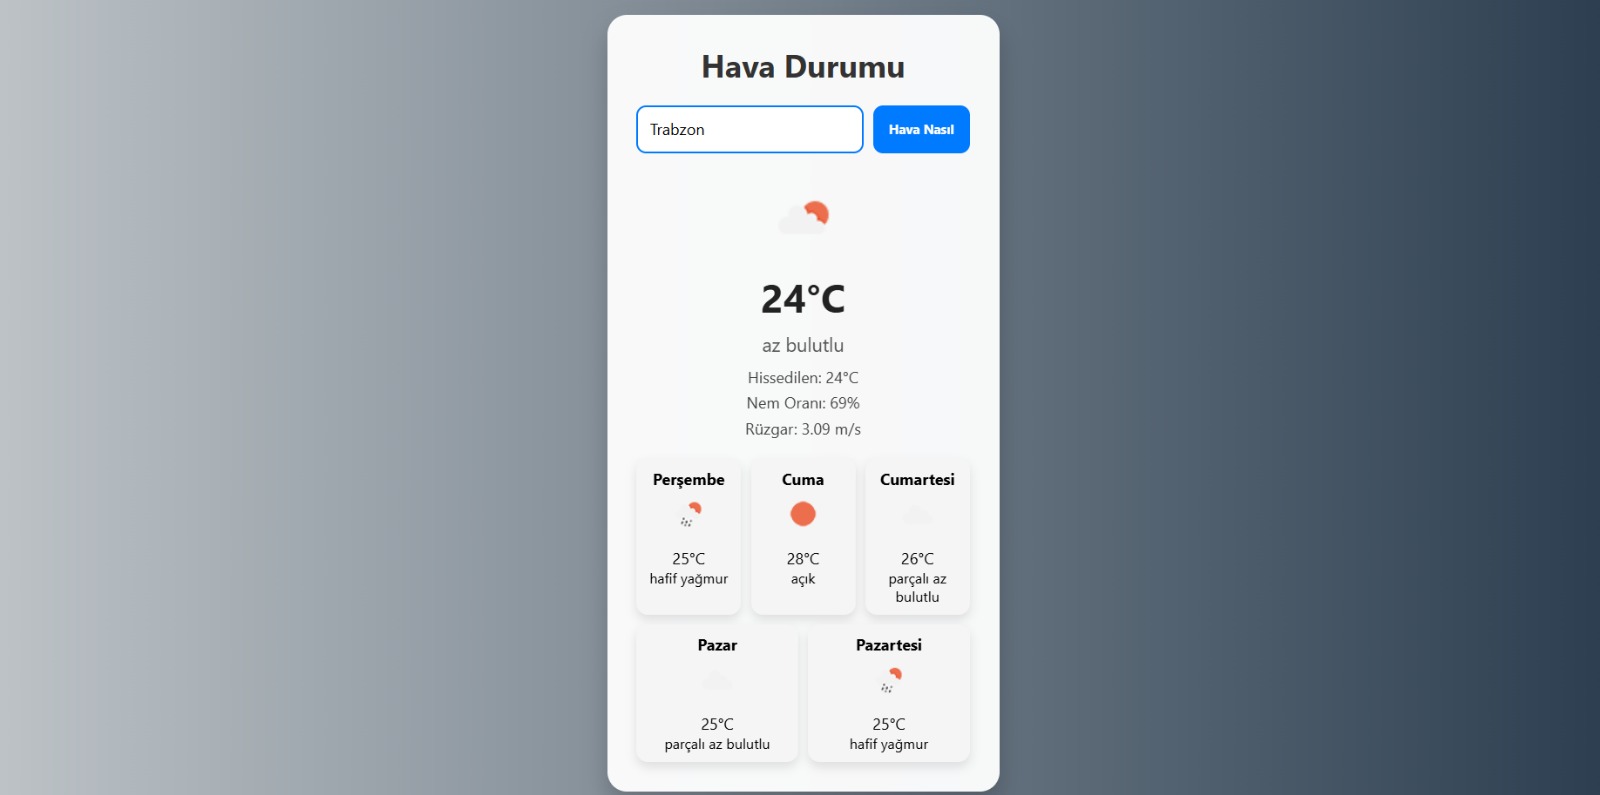 Hava Durumu
Trabzon
Hava Nasıl
24°C
az bulutlu
Hissedilen: 24°C
Nem Oranı: 69%
Rüzgar: 3.09 m/s
Perşembe
25°C
hafif yağmur
Cuma
28°C
açık
Cumartesi
26°C
parçalı az
bulutlu
Pazar
25°C
parçalı az bulutlu
Pazartesi
25°C
hafif yağmur